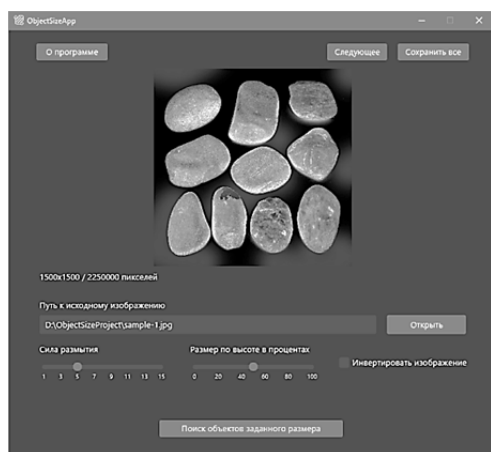 ObjectSizeApp
О программе
Следующее
Сохранить все
1500x1500 / 2250000 пикселей
Путь к исходному изображению
D:\ObjectSizeProject\sample-1.jpg
Открыть
Сила размытия
Размер по высоте в процентах
Инвертировать изображение
1 3 5 7 9 11 13 15
0 20 40 60 80 100
Поиск объектов заданного размера